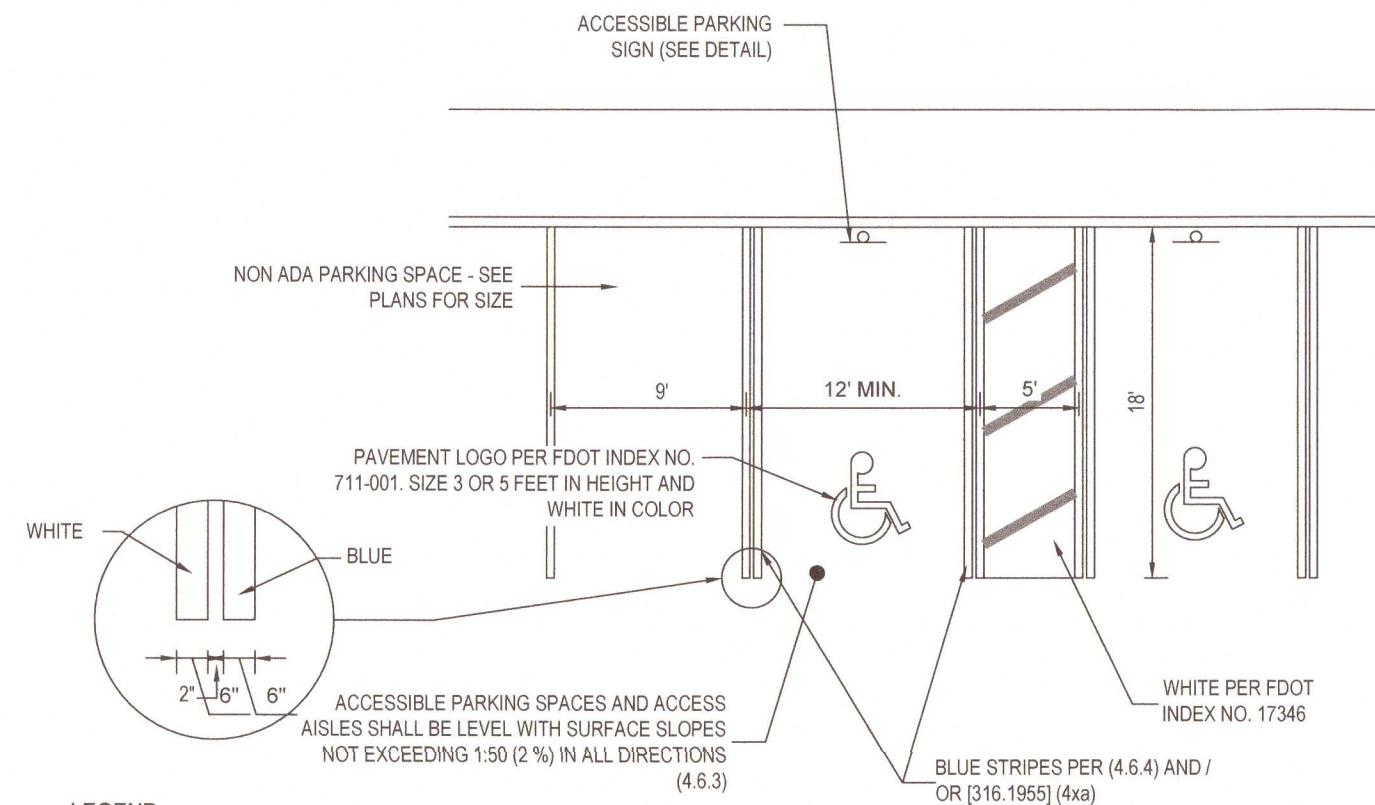 ACCESSIBLE PARKING
SIGN (SEE DETAIL)
NON ADA PARKING SPACE - SEE
PLANS FOR SIZE
9'
12' MIN.
5'
18'
PAVEMENT LOGO PER FDOT INDEX NO.
711-001. SIZE 3 OR 5 FEET IN HEIGHT AND
WHITE IN COLOR
WHITE
BLUE
2" 6" 6"
ACCESSIBLE PARKING SPACES AND ACCESS
AISLES SHALL BE LEVEL WITH SURFACE SLOPES
NOT EXCEEDING 1:50 (2 %) IN ALL DIRECTIONS
(4.6.3)
WHITE PER FDOT
INDEX NO. 17346
BLUE STRIPES PER (4.6.4) AND /
OR [316.1955] (4xa)
LEGEND